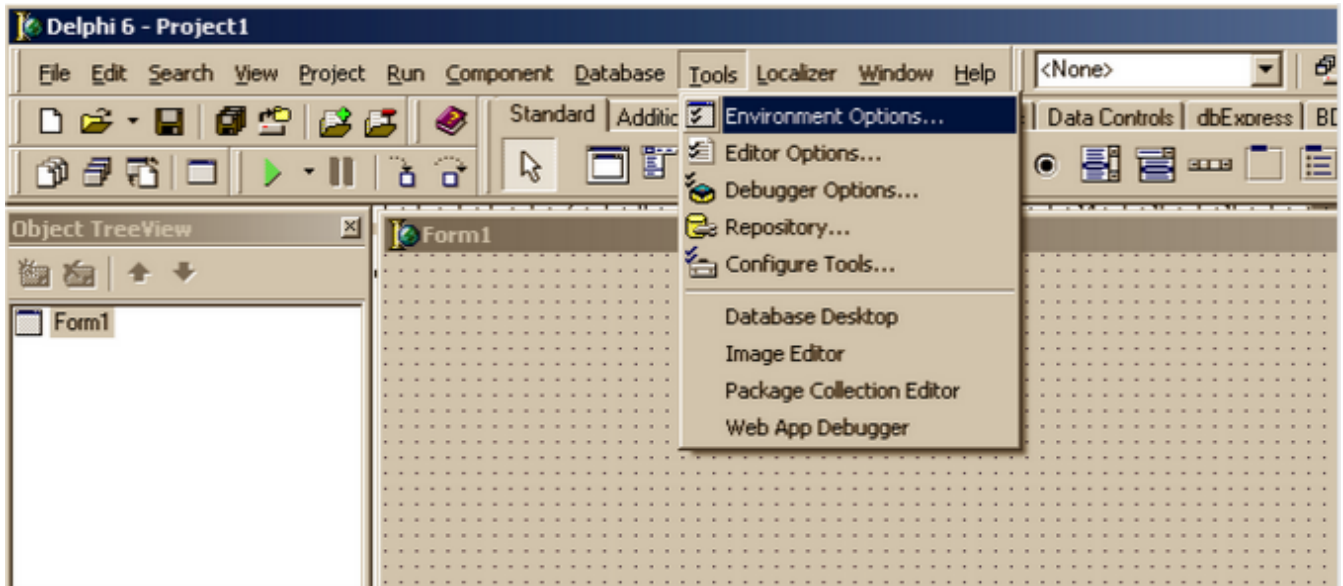 Delphi 6 - Project1
File Edit Search View Project Run Component Database Tools Localizer Window Help <None>
Standard Additic Data Controls dbExpress BD
Environment Options...
Editor Options...
Debugger Options...
Repository...
Configure Tools...
Database Desktop
Image Editor
Package Collection Editor
Web App Debugger
Object TreeView
Form1
Form1